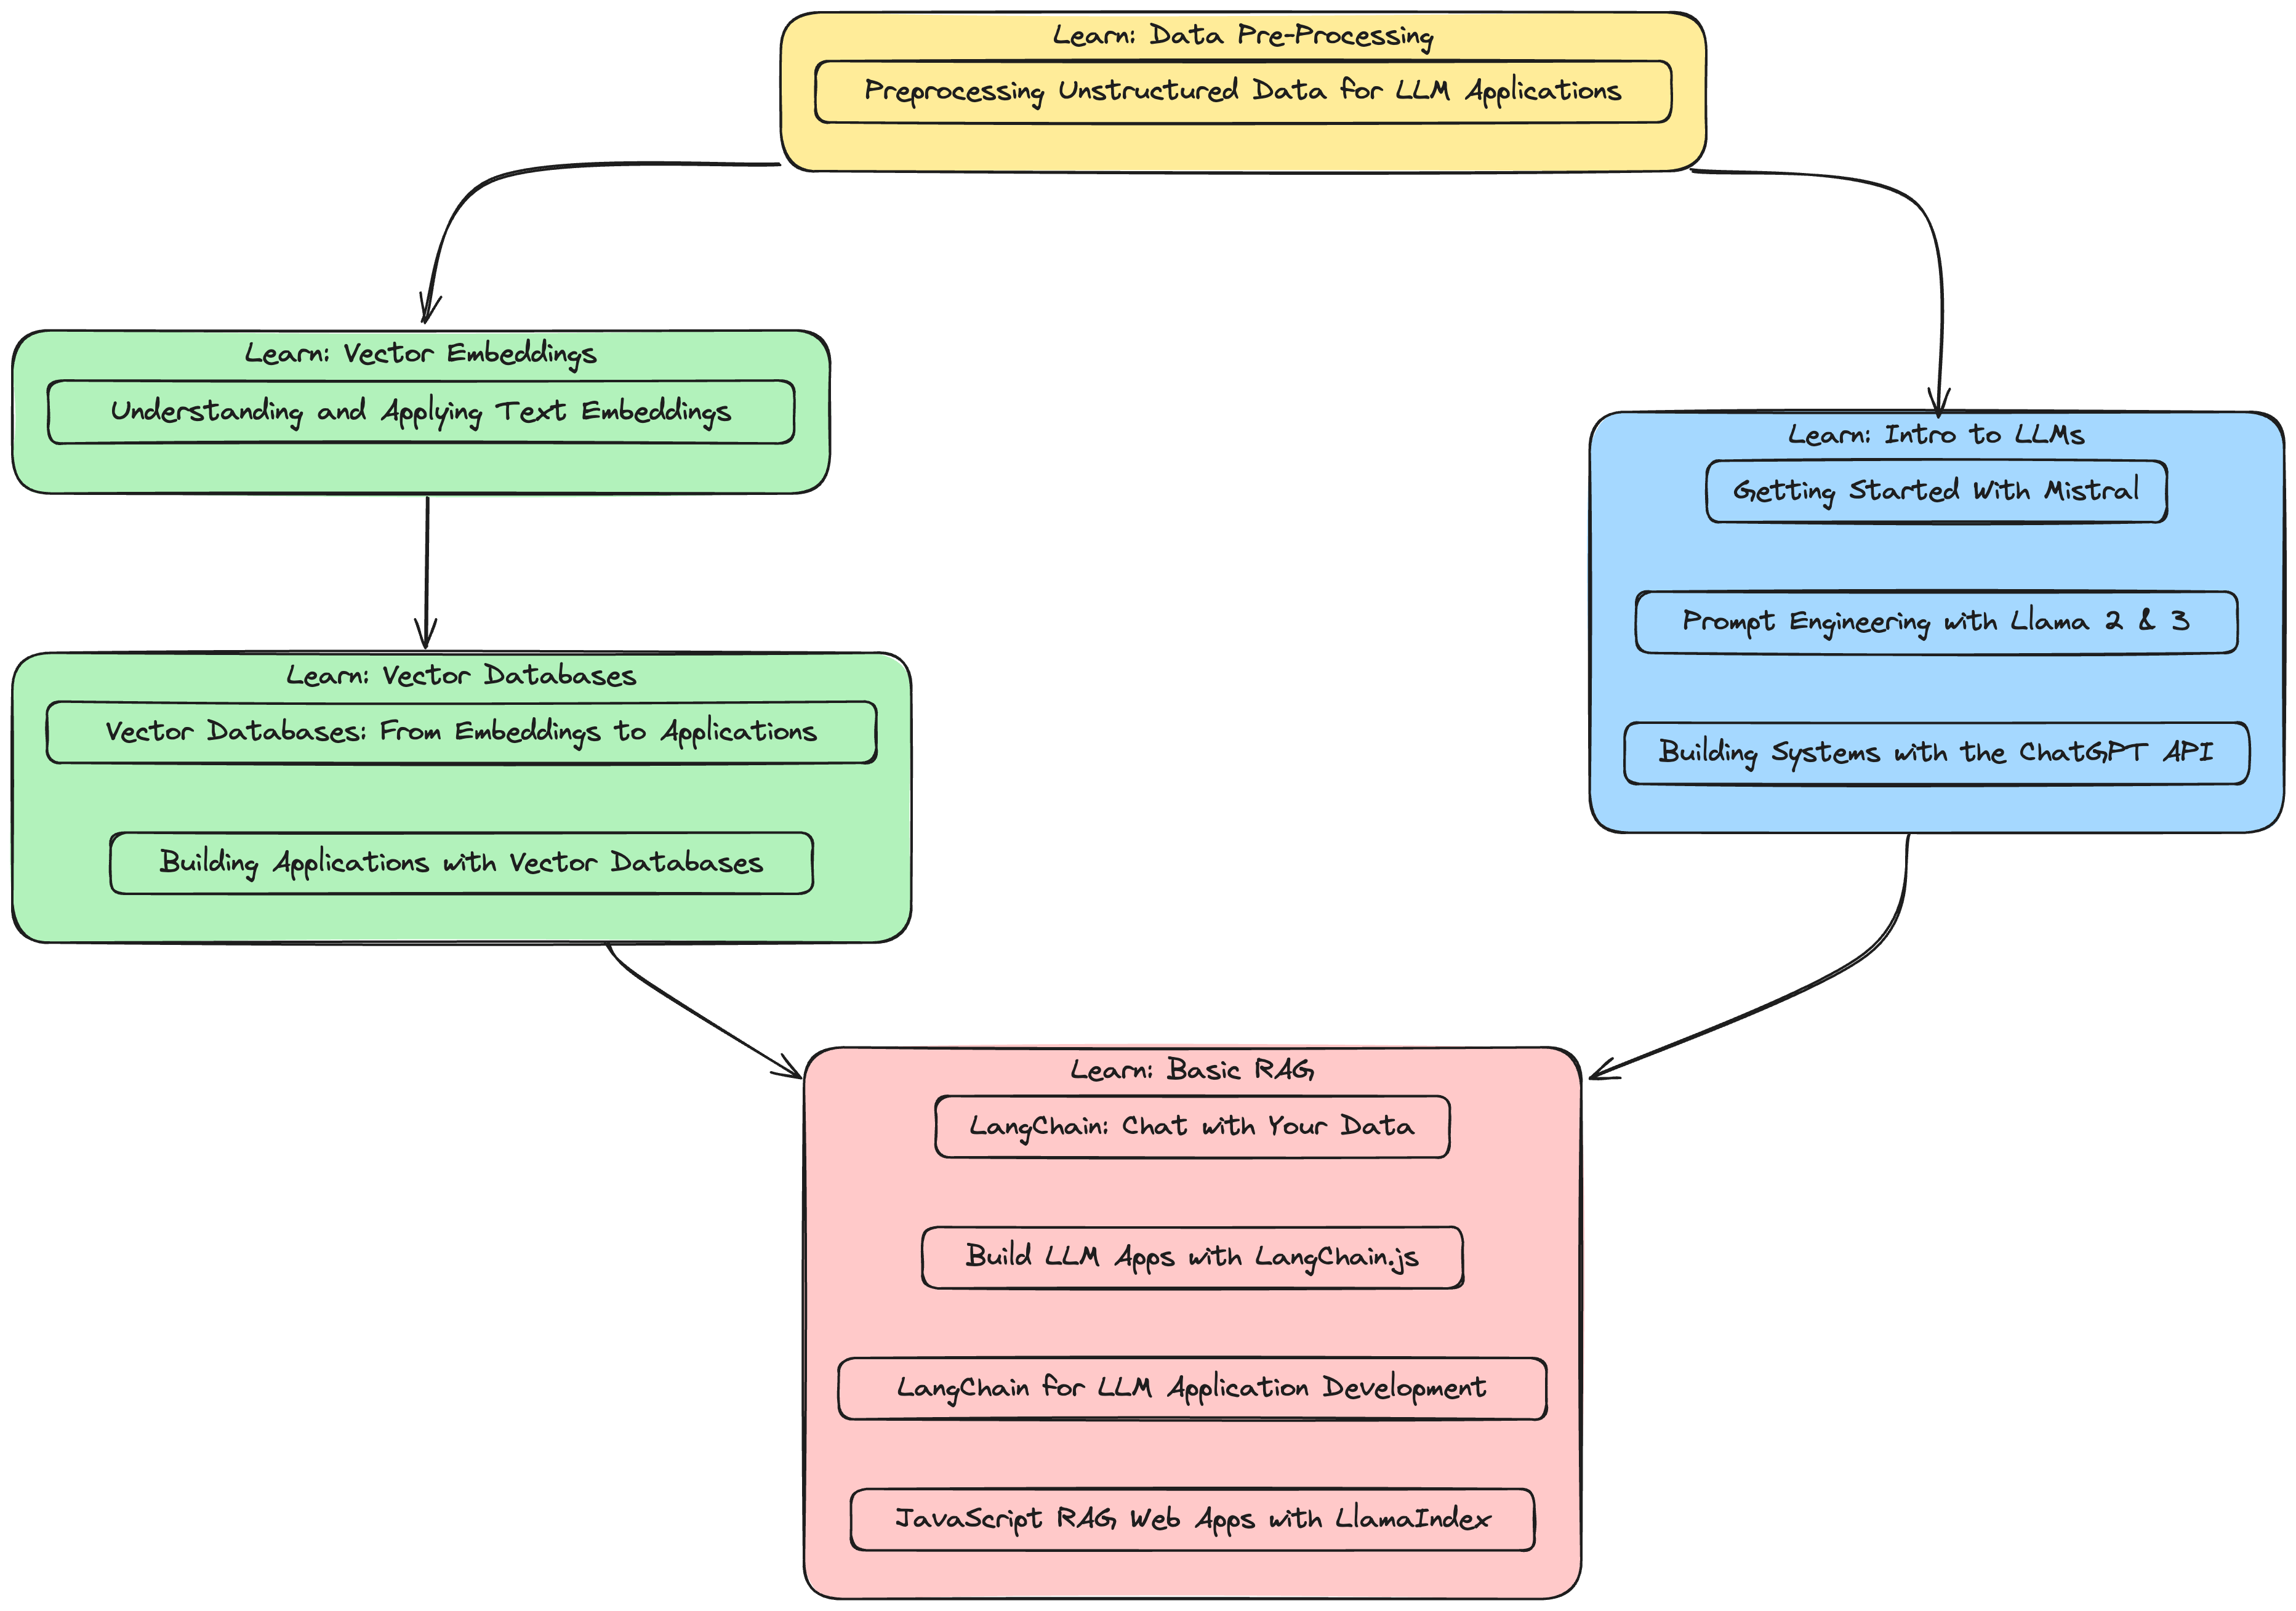 Learn: Data Pre-Processing
Preprocessing Unstructured Data for LLM Applications
Learn: Vector Embeddings
Understanding and Applying Text Embeddings
Learn: Vector Databases
Vector Databases: From Embeddings to Applications
Building Applications with Vector Databases
Learn: Intro to LLMs
Getting Started With Mistral
Prompt Engineering with Llama 2 & 3
Building Systems with the ChatGPT API
Learn: Basic RAG
LangChain: Chat with Your Data
Build LLM Apps with LangChain.js
LangChain for LLM Application Development
JavaScript RAG Web Apps with LlamaIndex